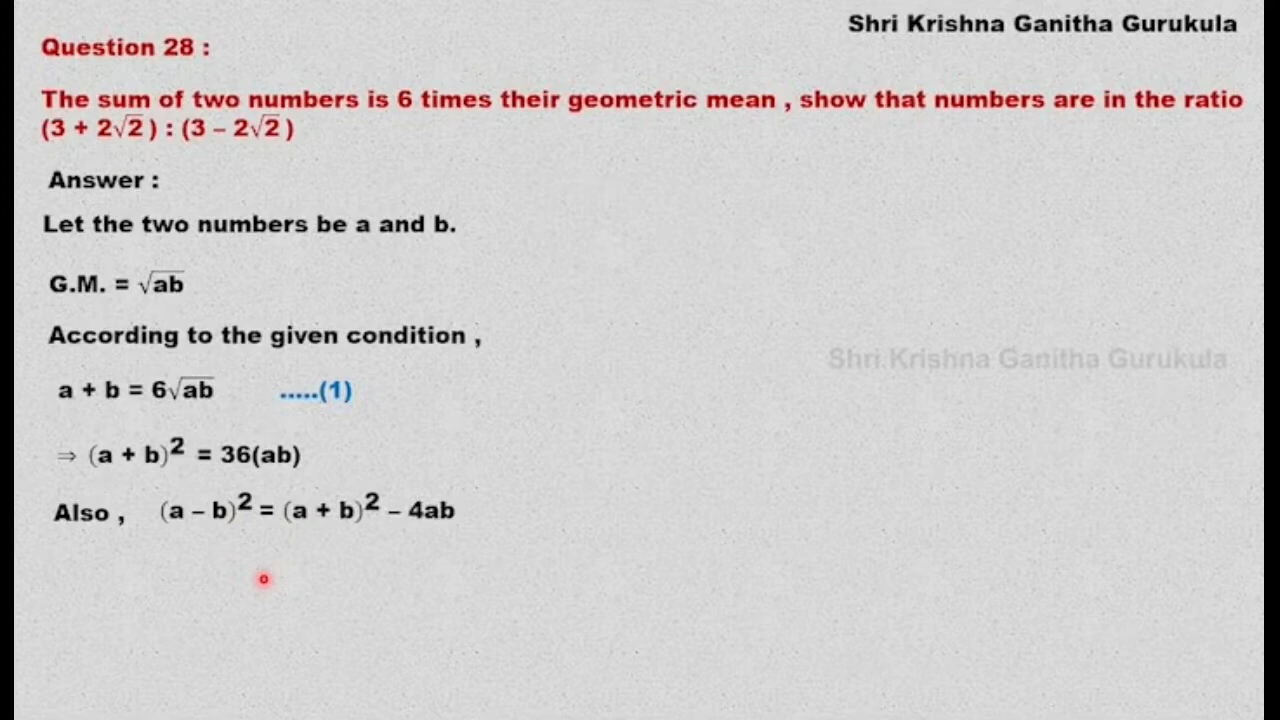 Shri Krishna Ganitha Gurukula
Question 28 :
The sum of two numbers is 6 times their geometric mean , show that numbers are in the ratio
(3 + 2√2 ) : (3 – 2√2 )
Answer :
Let the two numbers be a and b.
G.M. = √ab
According to the given condition ,
Shri Krishna Ganitha Gurukula
a + b = 6√ab .....(1)
⇒ (a + b)² = 36(ab)
Also , (a – b)² = (a + b)² – 4ab